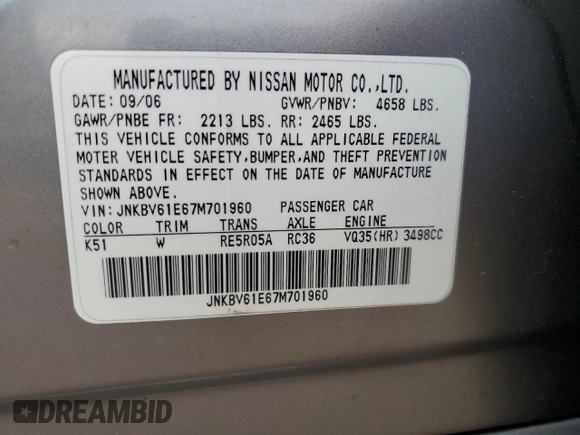 MANUFACTURED BY NISSAN MOTOR CO.,LTD.
DATE: 09/06 GVWR/PNBV: 4658 LBS.
GAWR/PNBE FR: 2213 LBS. RR: 2465 LBS.
THIS VEHICLE CONFORMS TO ALL APPLICABLE FEDERAL
MOTER VEHICLE SAFETY,BUMPER,AND THEFT PREVENTION
STANDARDS IN EFFECT ON THE DATE OF MANUFACTURE
SHOWN ABOVE.
VIN: JNKBV61E67M701960 PASSENGER CAR
COLOR TRIM TRANS AXLE ENGINE
K51 W RE5R05A RC36 VQ35(HR) 3498CC
JNKBV61E67M701960
DREAMBID